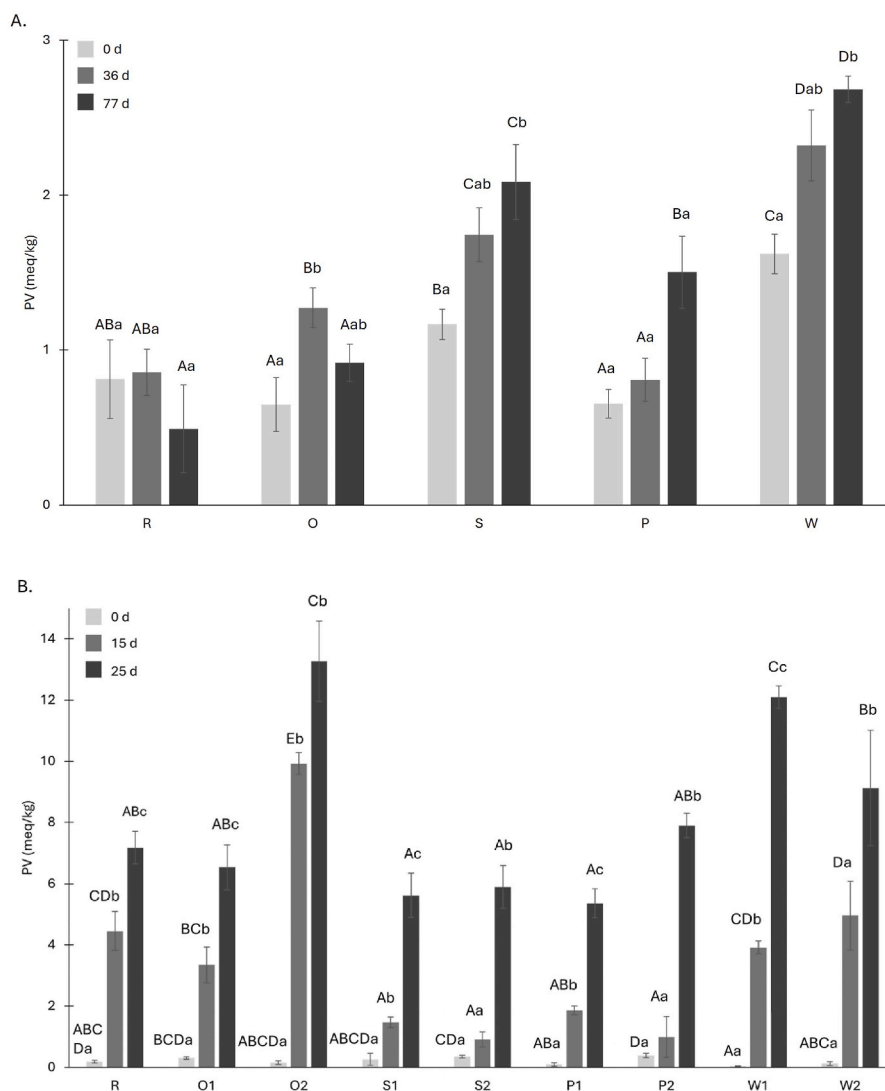 A.
3
2
1
0
PV (meq/kg)
0 d
36 d
77 d
ABa ABa Aa
Aa Bb Aab
Ba Cab Cb
Aa Aa Ba
Ca Dab Db
R O S P W
B.
14
12
10
8
6
4
2
0
PV (meq/kg)
0 d
15 d
25 d
ABC
Da CDb ABc
BCDa BCb ABc
ABCDa Eb Cb
ABCDa Ab Ac
CDa Aa Ab
ABa ABb Ac
Da Aa ABb
Aa CDb Cc
ABCa Da Bb
R O1 O2 S1 S2 P1 P2 W1 W2